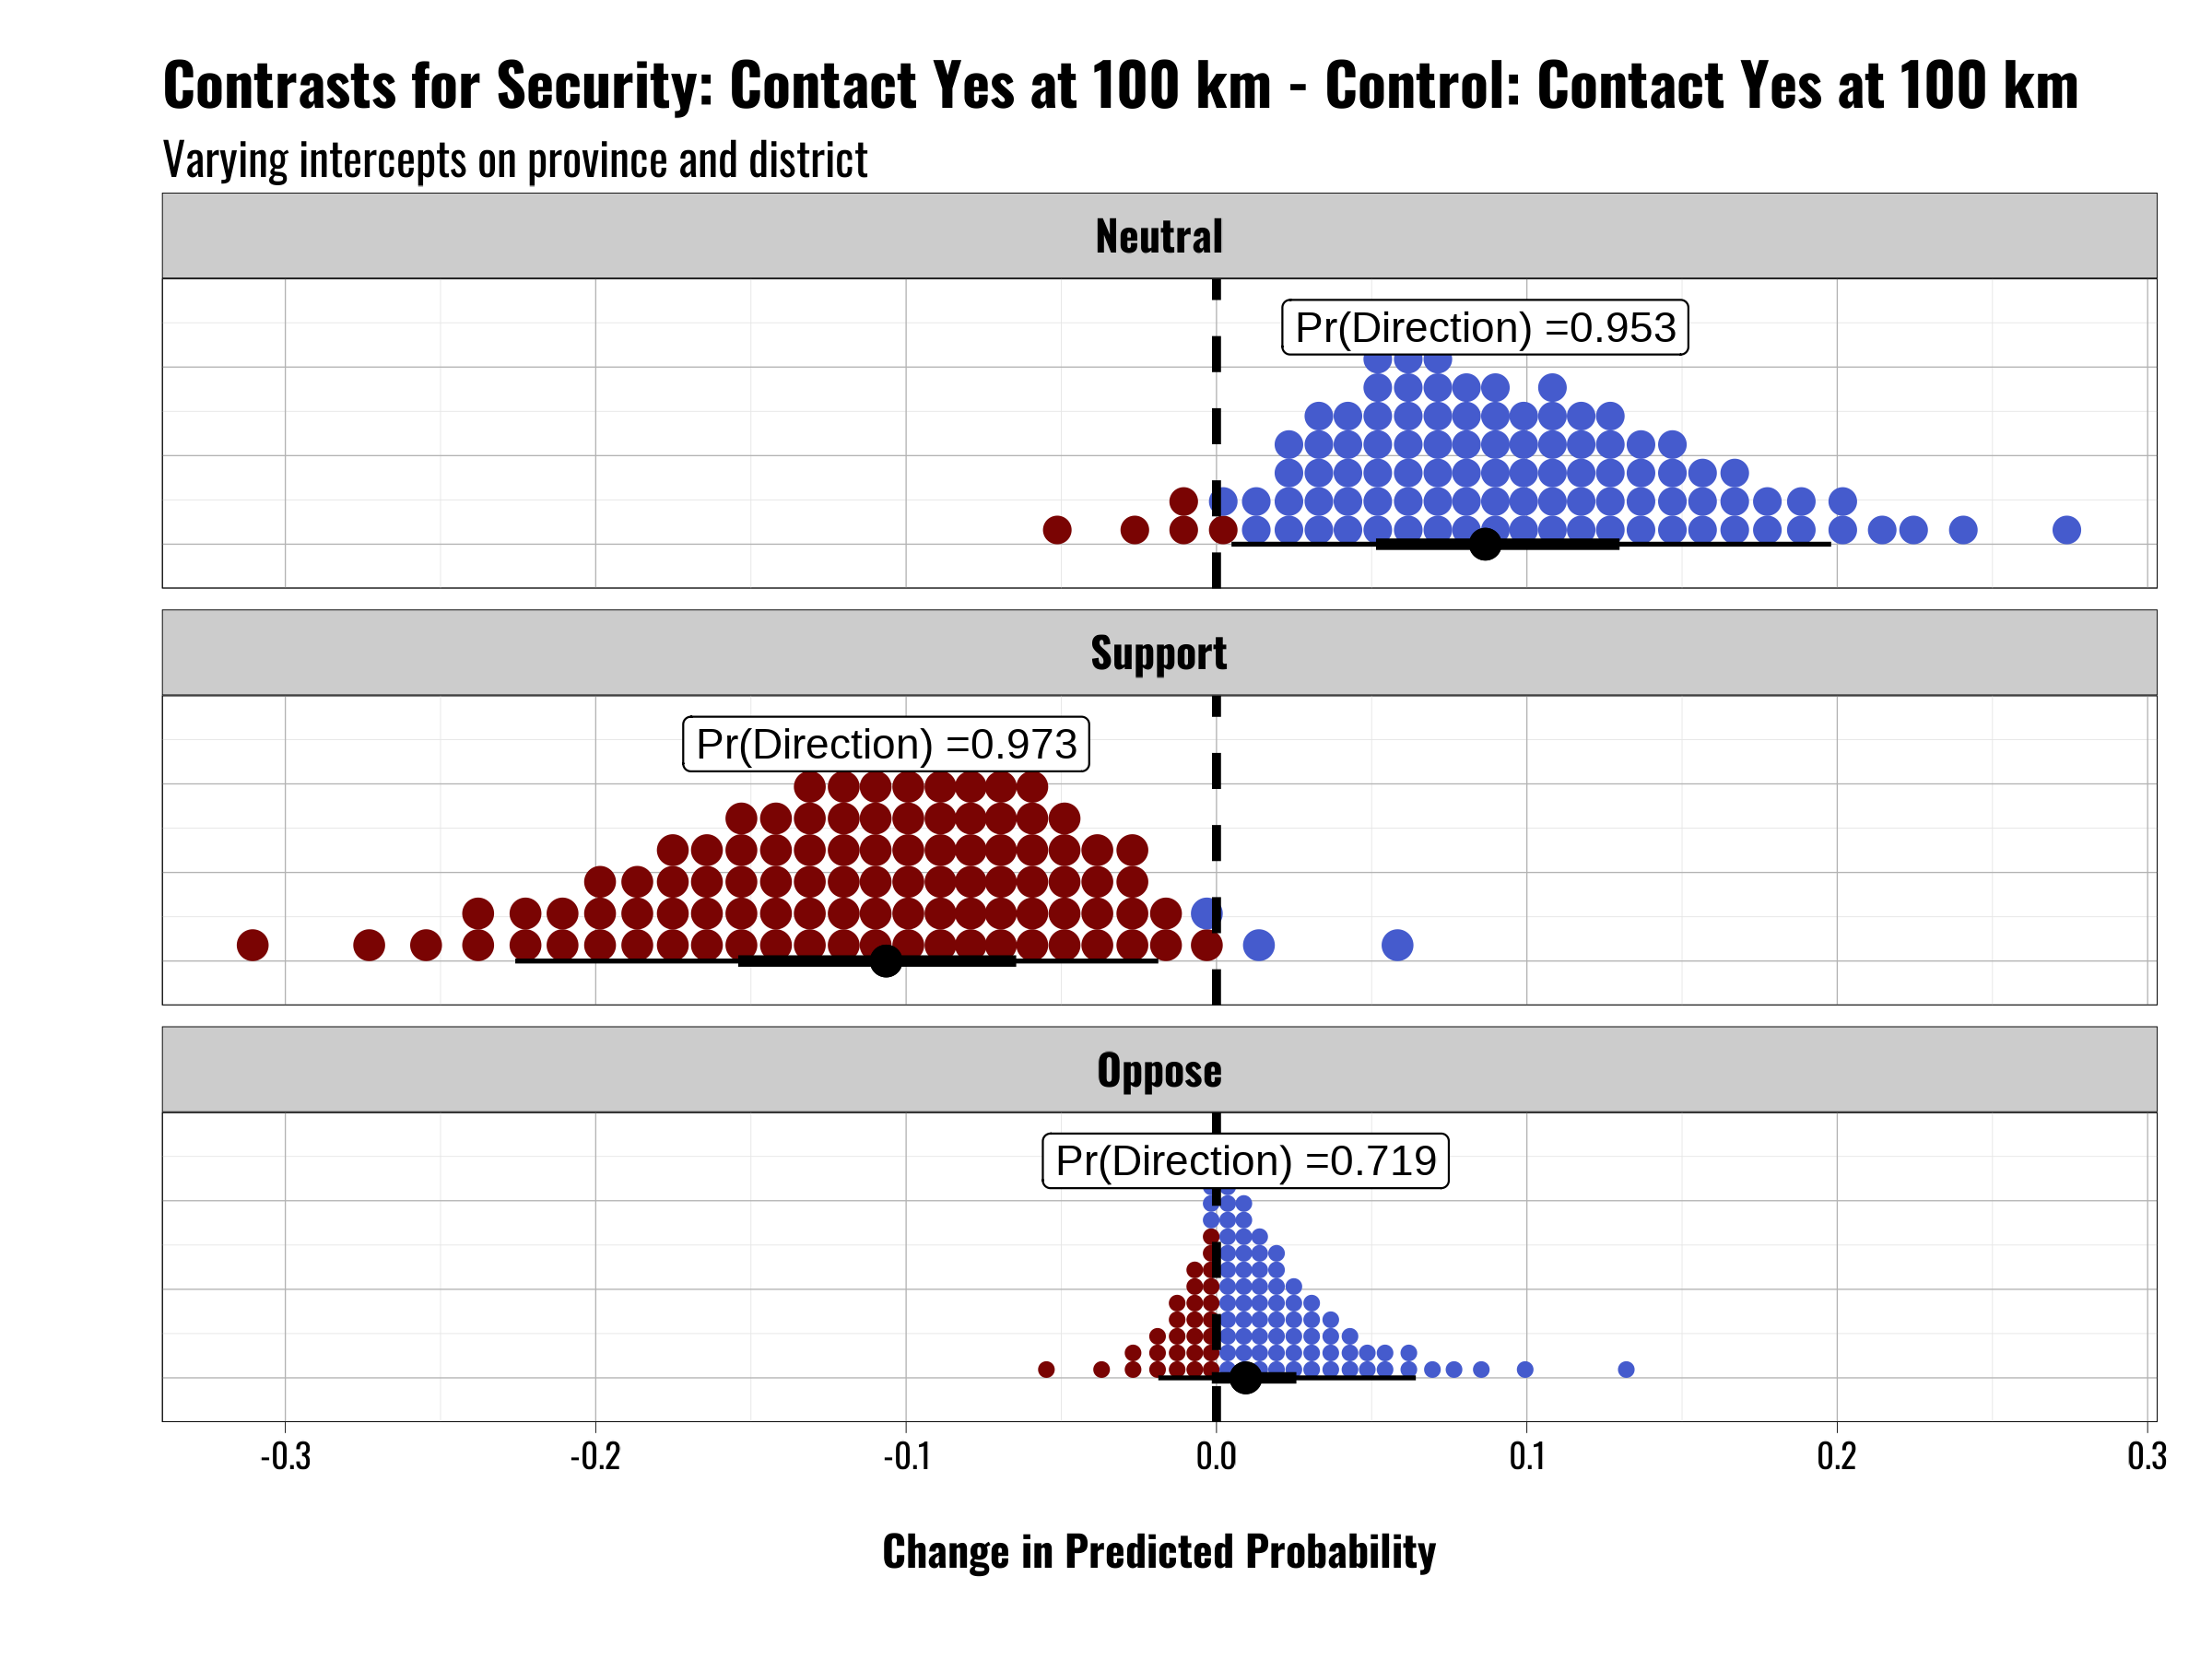 Contrasts for Security: Contact Yes at 100 km - Control: Contact Yes at 100 km
Varying intercepts on province and district
Neutral
Pr(Direction) =0.953
Support
Pr(Direction) =0.973
Oppose
Pr(Direction) =0.719
-0.3 -0.2 -0.1 0.0 0.1 0.2 0.3
Change in Predicted Probability